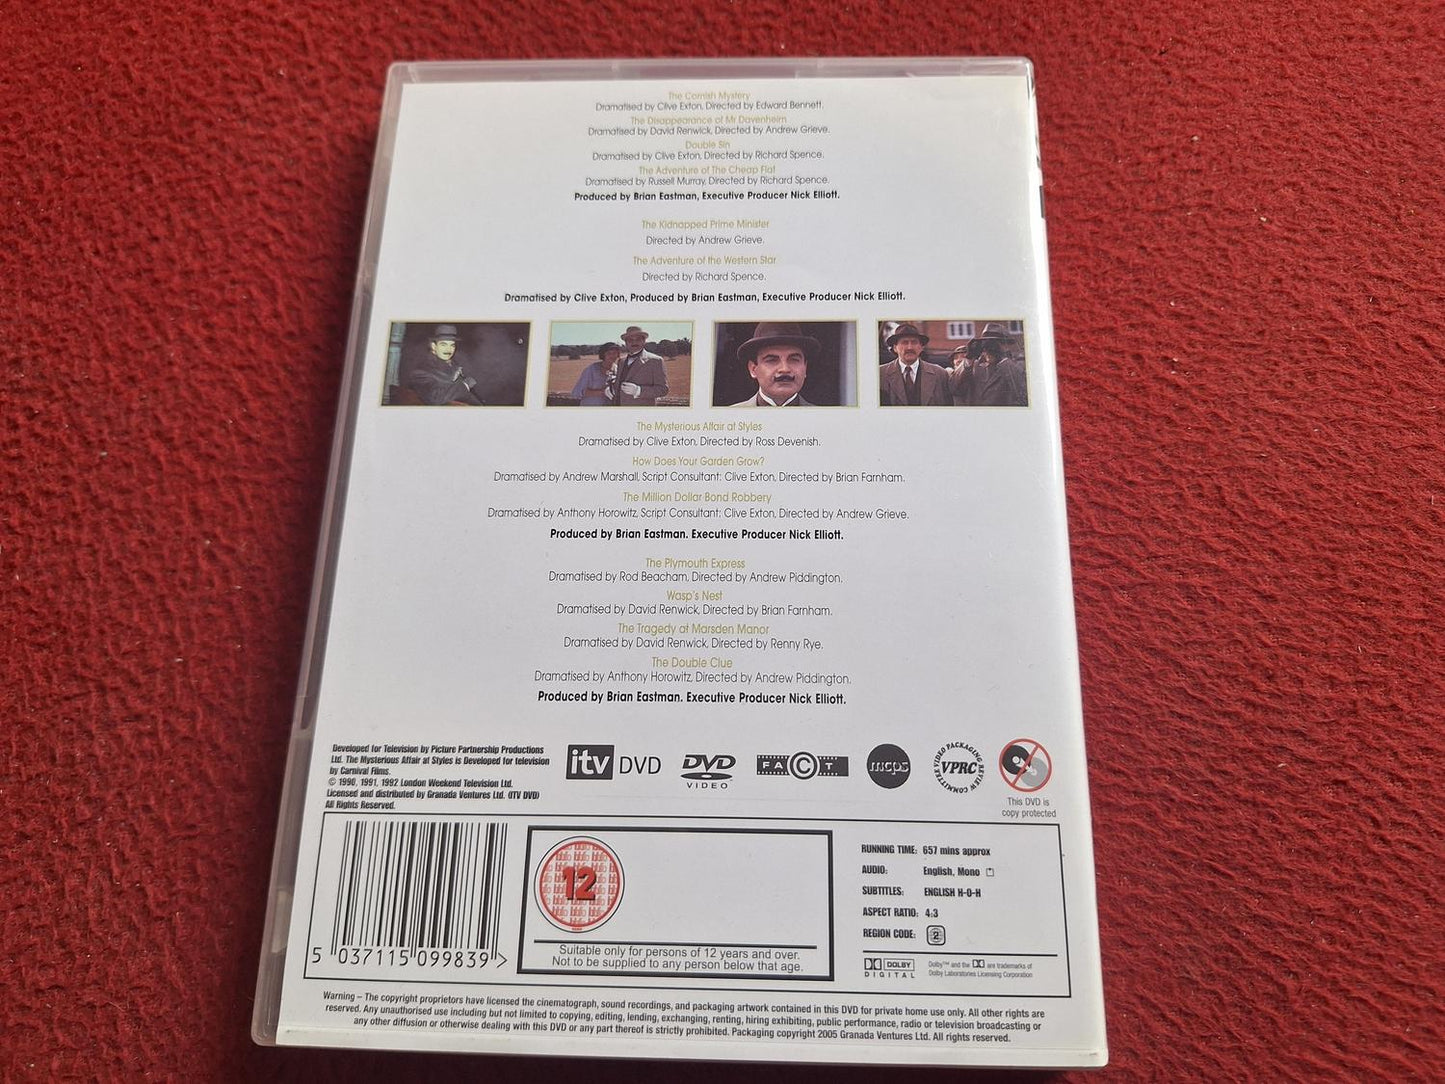 The Cornish Mystery
Dramatised by Clive Exton, Directed by Edward Bennett.
The Disappearance of Mr Davenheim
Dramatised by David Renwick, Directed by Andrew Grieve.
Double Sin
Dramatised by Clive Exton, Directed by Richard Spence.
The Adventure of The Cheap Flat
Dramatised by Russell Murray, Directed by Richard Spence.
Produced by Brian Eastman, Executive Producer Nick Elliott.
The Kidnapped Prime Minister
Directed by Andrew Grieve.
The Adventure of the Western Star
Directed by Richard Spence.
Dramatised by Clive Exton, Produced by Brian Eastman, Executive Producer Nick Elliott.
The Mysterious Affair at Styles
Dramatised by Clive Exton, Directed by Ross Devenish.
How Does Your Garden Grow?
Dramatised by Andrew Marshall, Script Consultant: Clive Exton, Directed by Brian Farnham.
The Million Dollar Bond Robbery
Dramatised by Anthony Horowitz, Script Consultant: Clive Exton, Directed by Andrew Grieve.
Produced by Brian Eastman. Executive Producer Nick Elliott.
The Plymouth Express
Dramatised by Rod Beacham, Directed by Andrew Piddington.
Wasp's Nest
Dramatised by David Renwick, Directed by Brian Farnham.
The Tragedy at Marsden Manor
Dramatised by David Renwick, Directed by Renny Rye.
The Double Clue
Dramatised by Anthony Horowitz, Directed by Andrew Piddington.
Produced by Brian Eastman. Executive Producer Nick Elliott.
Developed for Television by Picture Partnership Productions
Ltd. The Mysterious Affair at Styles is Developed for television
by Carnival Films.
© 1990, 1991, 1992 London Weekend Television Ltd.
Licensed and distributed by Granada Ventures Ltd. (ITV DVD)
All Rights Reserved.
itv DVD
DVD VIDEO
FACT
mcps
VIDEO PACKAGING REVIEW COMMITTEE VPRC
This DVD is
copy protected
5 037115 099839 >
12
Suitable only for persons of 12 years and over.
Not to be supplied to any person below that age.
RUNNING TIME: 657 mins approx
AUDIO: English, Mono
SUBTITLES: ENGLISH H-O-H
ASPECT RATIO: 4:3
REGION CODE: 2
DOLBY DIGITAL
Dolby™ and the DD are trademarks of
Dolby Laboratories Licensing Corporation
Warning – The copyright proprietors have licensed the cinematograph, sound recordings, and packaging artwork contained in this DVD for private home use only. All other rights are
reserved. Any unauthorised use including but not limited to copying, editing, lending, exchanging, renting, hiring exhibiting, public performance, radio or television broadcasting or
any other diffusion or otherwise dealing with this DVD or any part thereof is strictly prohibited. Packaging copyright 2005 Granada Ventures Ltd. All rights reserved.